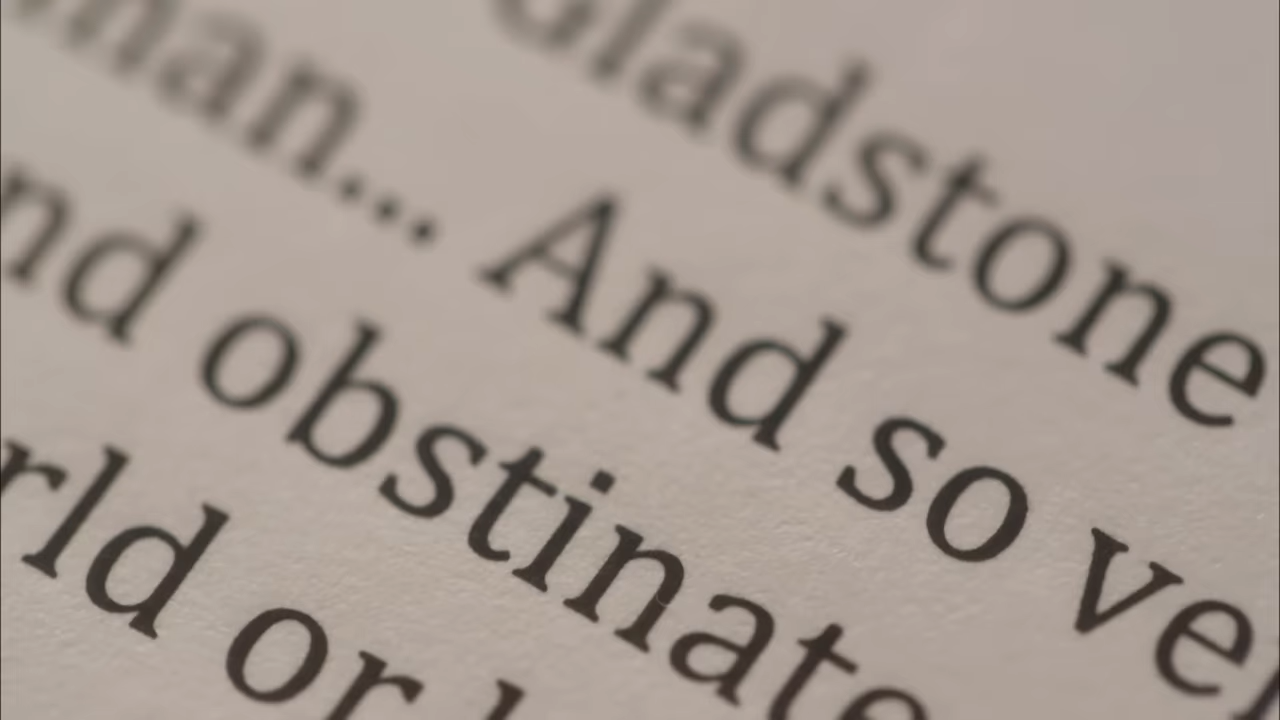 Gladstone
man... And so ve
nd obstinate
rld or